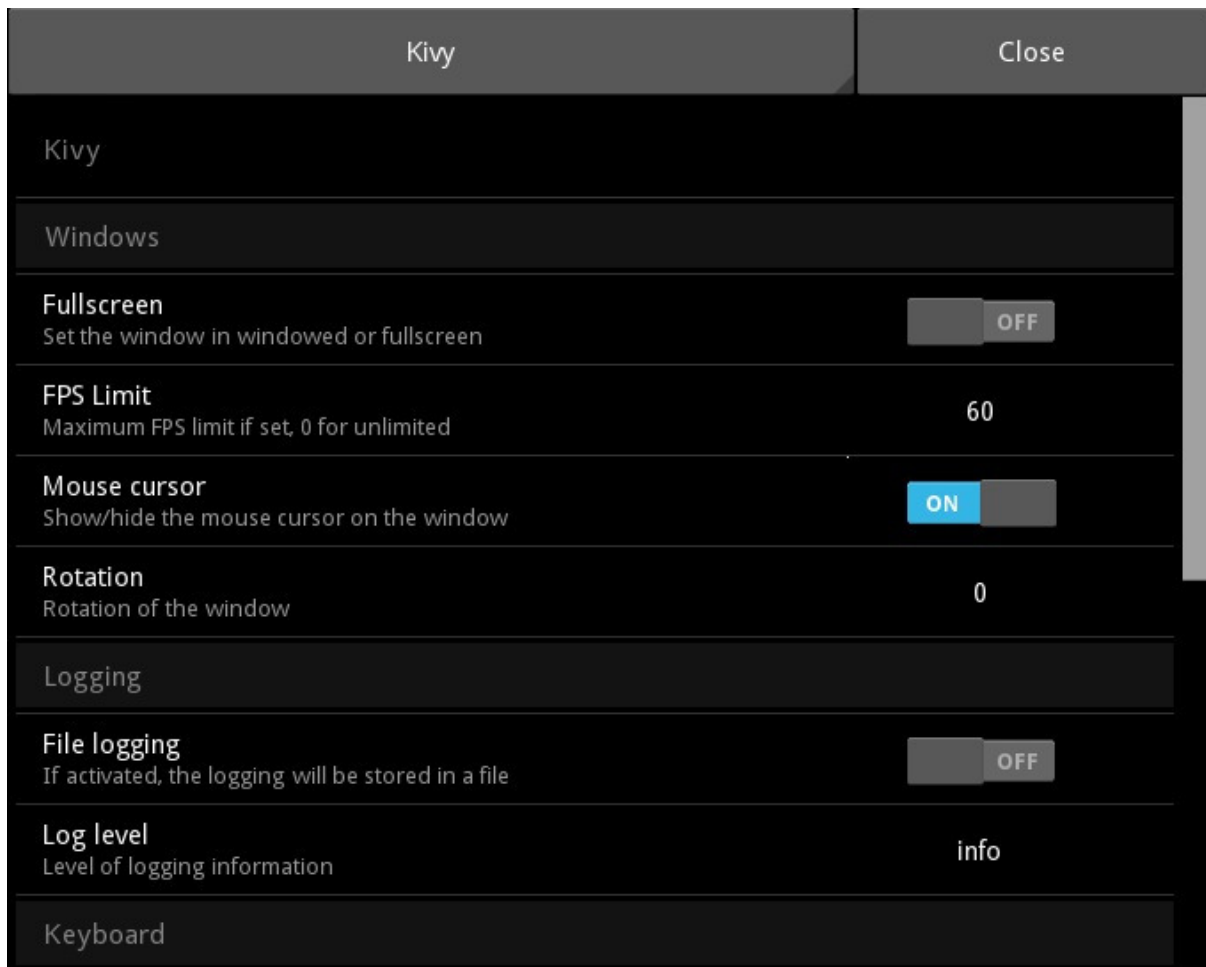 Kivy
Close
Kivy
Windows
Fullscreen
Set the window in windowed or fullscreen
OFF
FPS Limit
Maximum FPS limit if set, 0 for unlimited
60
Mouse cursor
Show/hide the mouse cursor on the window
ON
Rotation
Rotation of the window
0
Logging
File logging
If activated, the logging will be stored in a file
OFF
Log level
Level of logging information
info
Keyboard